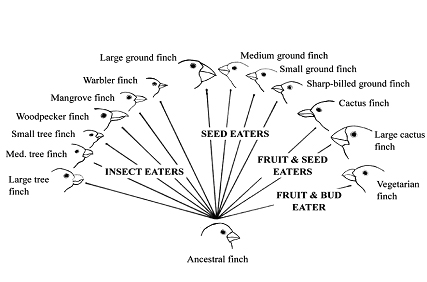 Large ground finch
Medium ground finch
Small ground finch
Sharp-billed ground finch
Warbler finch
Mangrove finch
Woodpecker finch
Small tree finch
Med. tree finch
Large tree
finch
Cactus finch
Large cactus
finch
Vegetarian
finch
SEED EATERS
INSECT EATERS
FRUIT & SEED
EATERS
FRUIT & BUD
EATER
Ancestral finch